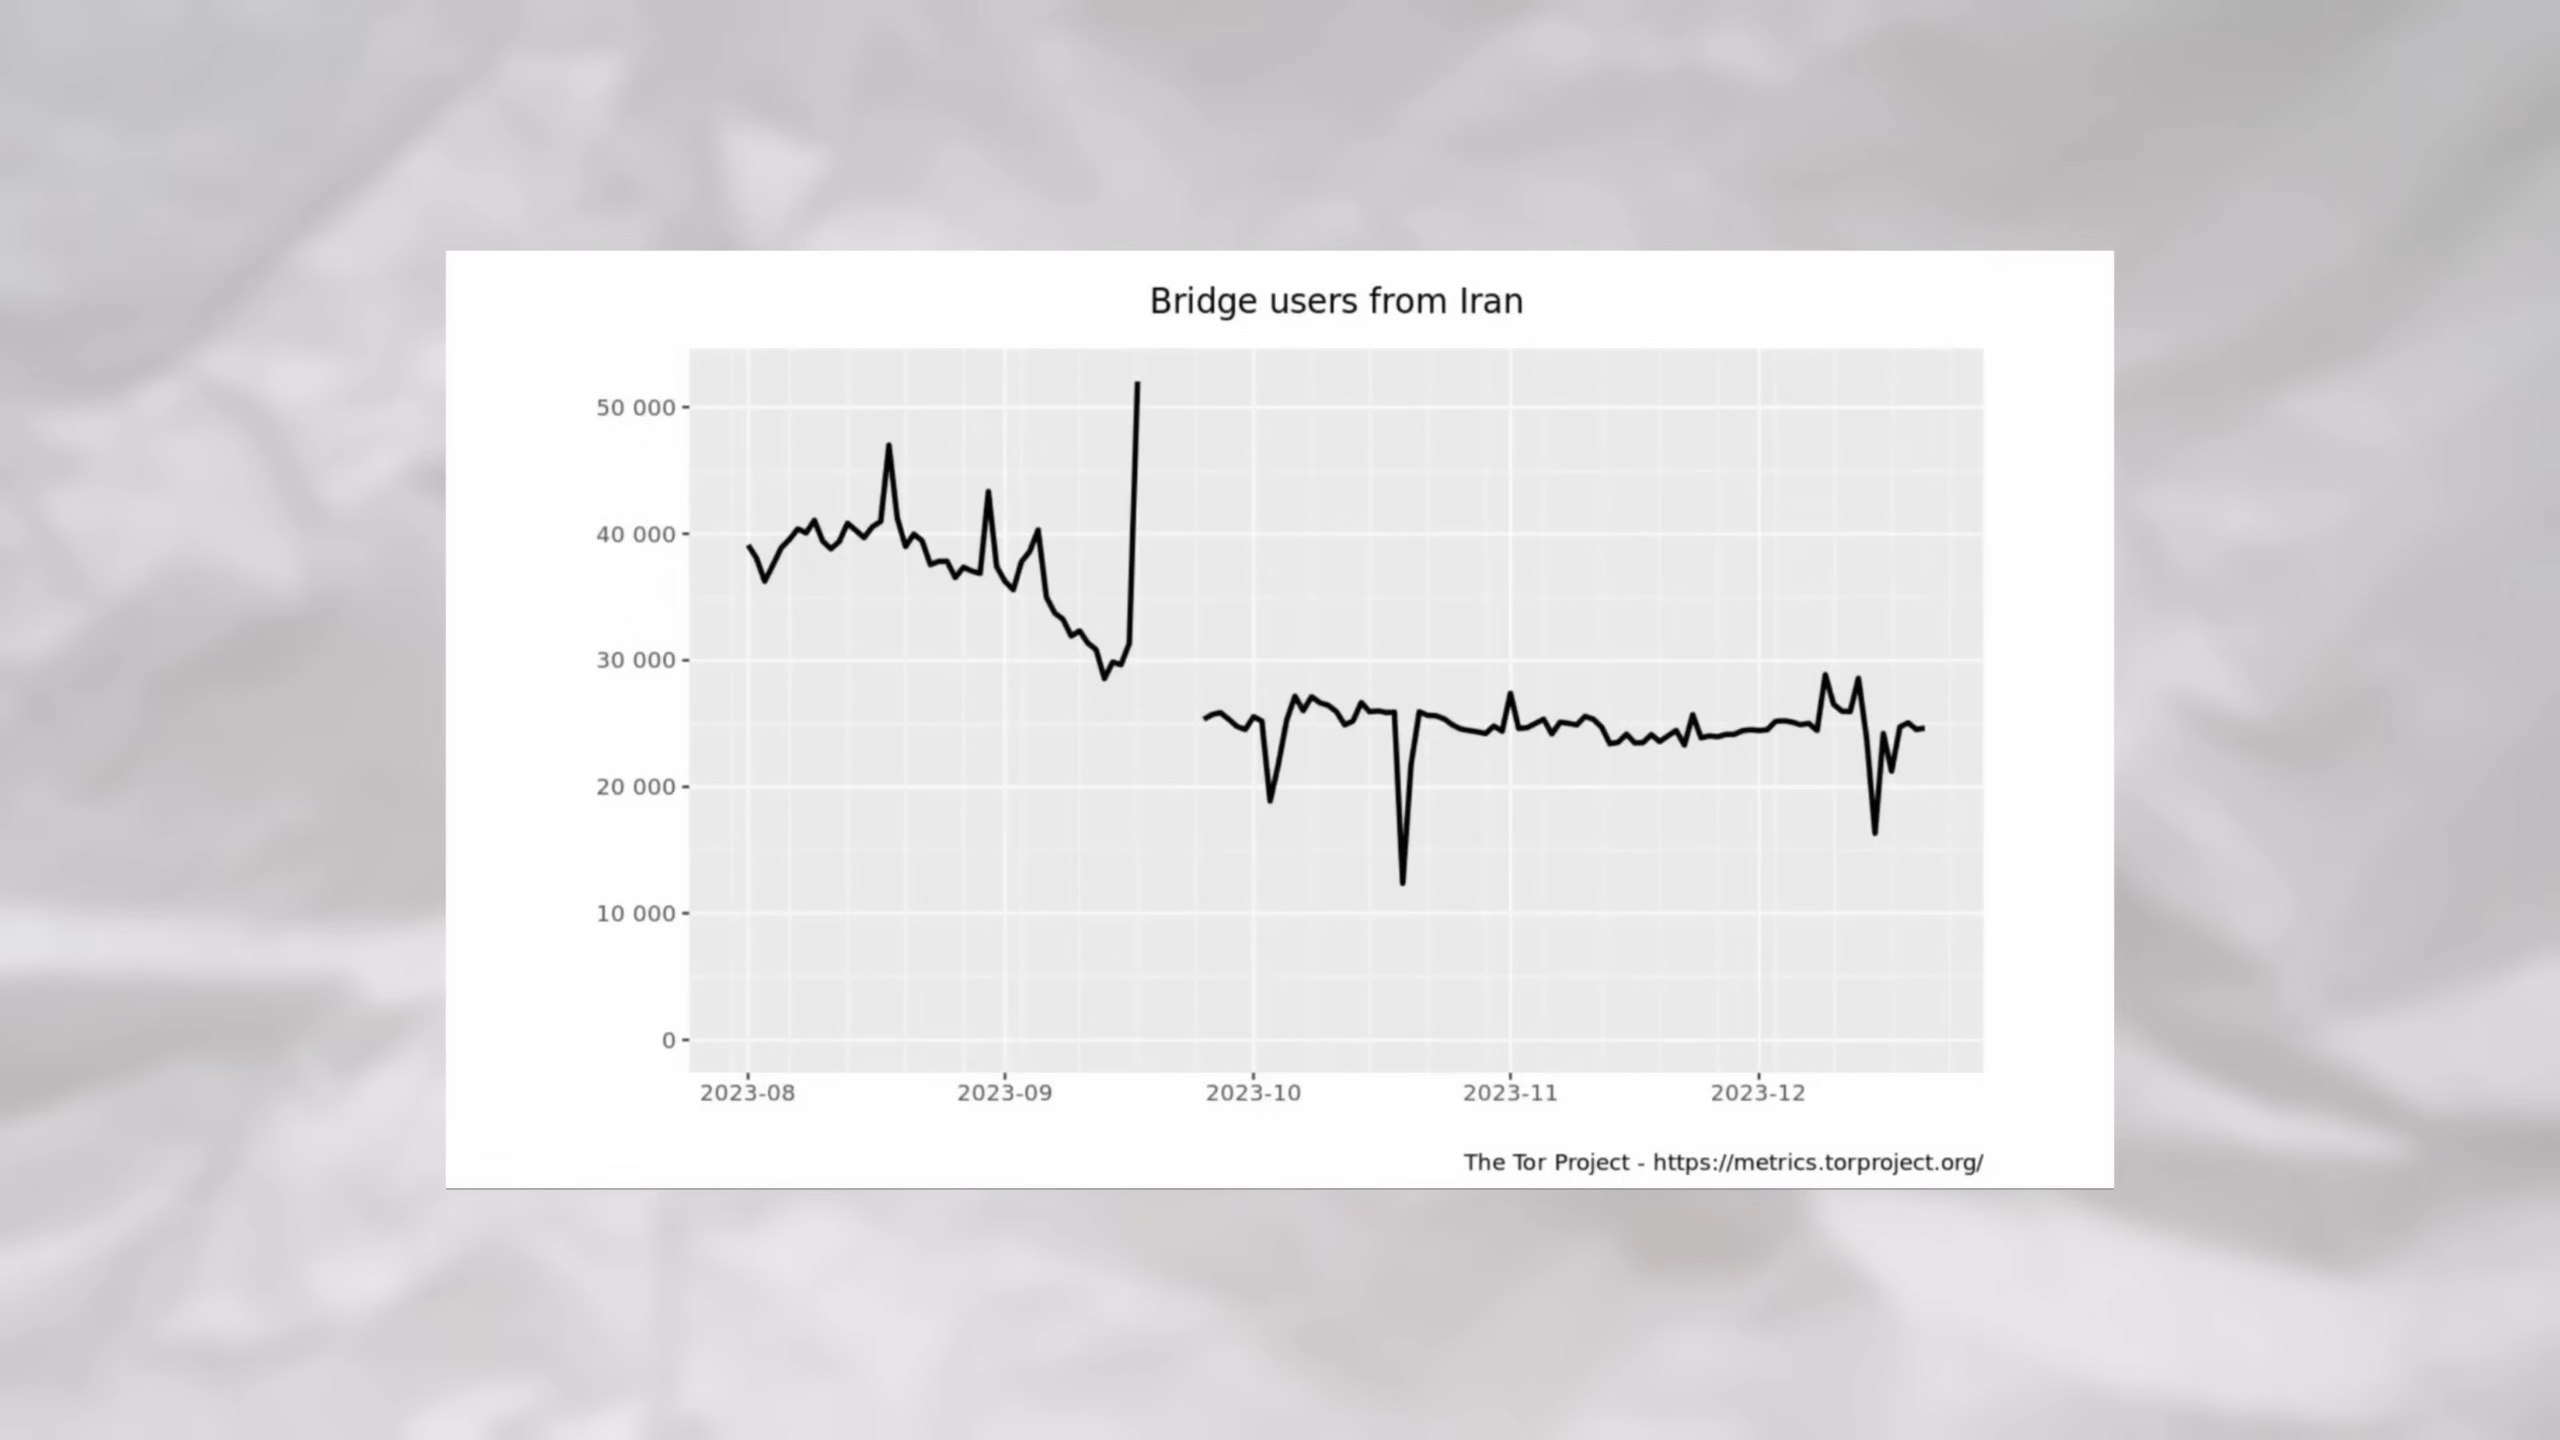 Bridge users from Iran
50 000
40 000
30 000
20 000
10 000
0
2023-08 2023-09 2023-10 2023-11 2023-12
The Tor Project - https://metrics.torproject.org/